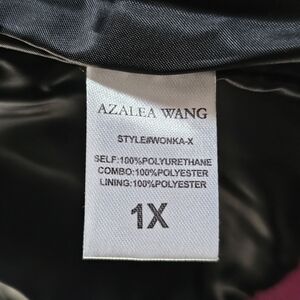 AZALEA WANG
STYLE#WONKA-X
SELF:100%POLYURETHANE
COMBO:100%POLYESTER
LINING:100%POLYESTER
1X